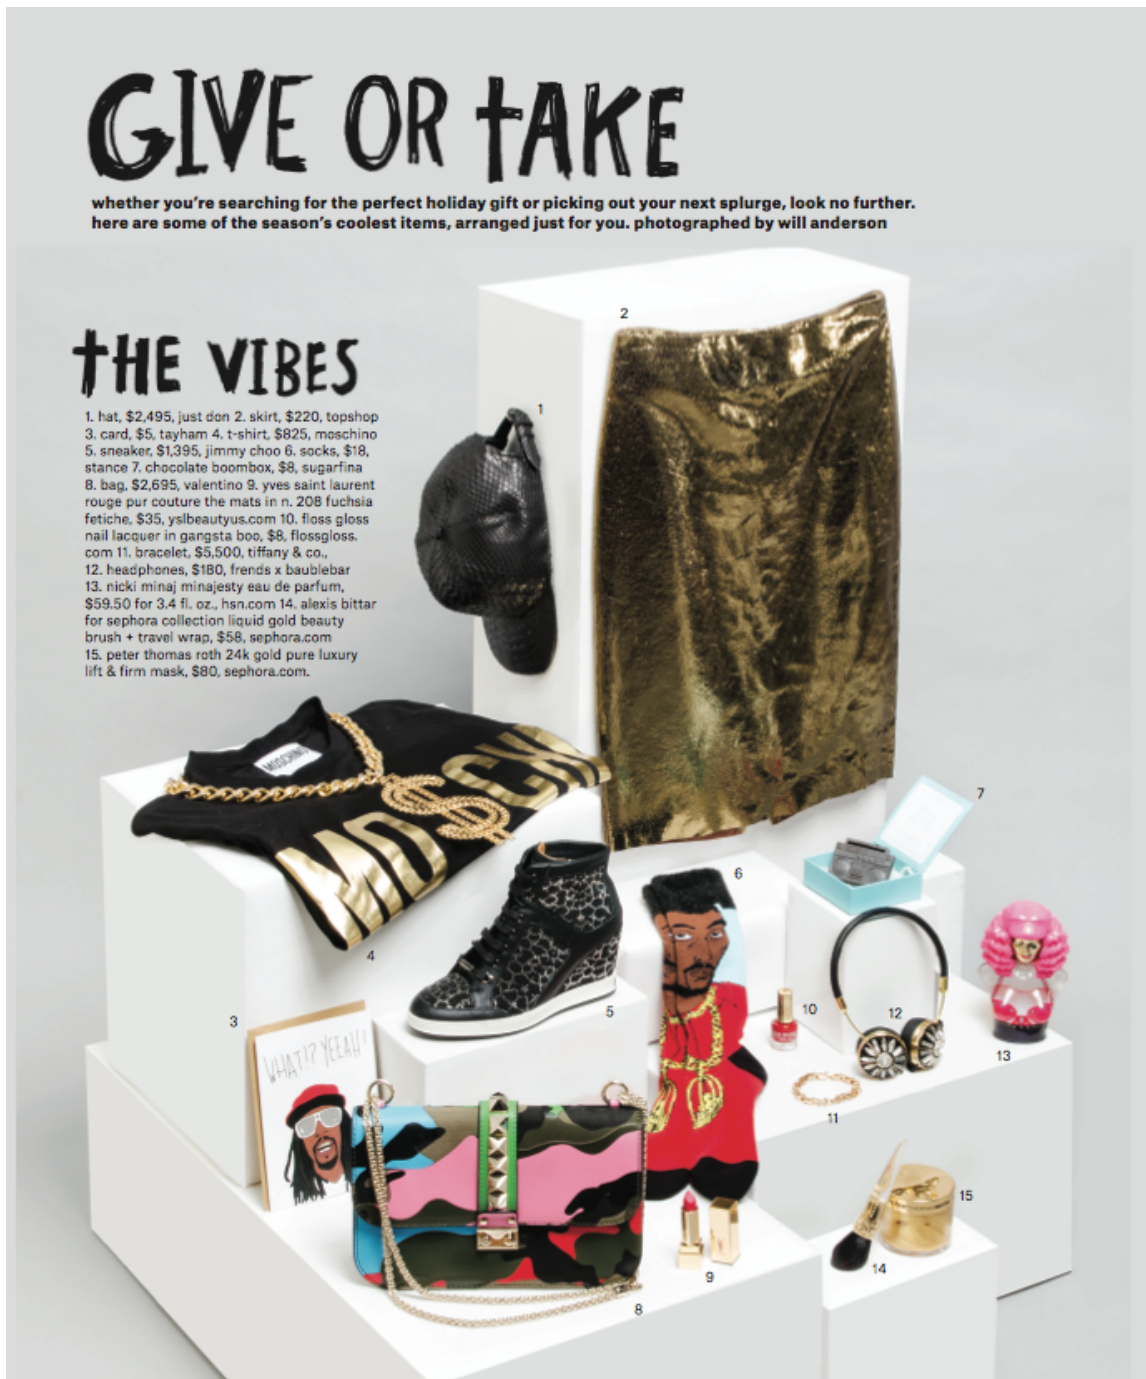 GIVE OR TAKE
whether you're searching for the perfect holiday gift or picking out your next splurge, look no further.
here are some of the season's coolest items, arranged just for you. photographed by will anderson
THE VIBES
1. hat, $2,495, just don 2. skirt, $220, topshop
3. card, $5, tayham 4. t-shirt, $825, moschino
5. sneaker, $1,395, jimmy choo 6. socks, $18,
stance 7. chocolate boombox, $8, sugarfina
8. bag, $2,695, valentino 9. yves saint laurent
rouge pur couture the mats in n. 208 fuchsia
fetiche, $35, yslbeautyus.com 10. floss gloss
nail lacquer in gangsta boo, $8, flossgloss.
com 11. bracelet, $5,500, tiffany & co.,
12. headphones, $180, frends x baublebar
13. nicki minaj minajesty eau de parfum,
$59.50 for 3.4 fl. oz., hsn.com 14. alexis bittar
for sephora collection liquid gold beauty
brush + travel wrap, $58, sephora.com
15. peter thomas roth 24k gold pure luxury
lift & firm mask, $80, sephora.com.
2
1
MOSCHINO
MO$CHI
7
6
4
5
3
10
12
13
11
WHAT!? YEEAH!
15
14
9
8